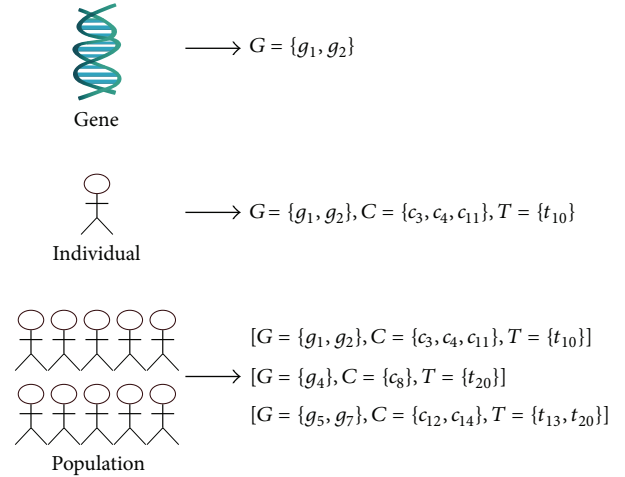 G = {g₁, g₂}
Gene
G = {g₁, g₂}, C = {c₃, c₄, c₁₁}, T = {t₁₀}
Individual
[G = {g₁, g₂}, C = {c₃, c₄, c₁₁}, T = {t₁₀}]
[G = {g₄}, C = {c₈}, T = {t₂₀}]
[G = {g₅, g₇}, C = {c₁₂, c₁₄}, T = {t₁₃, t₂₀}]
Population